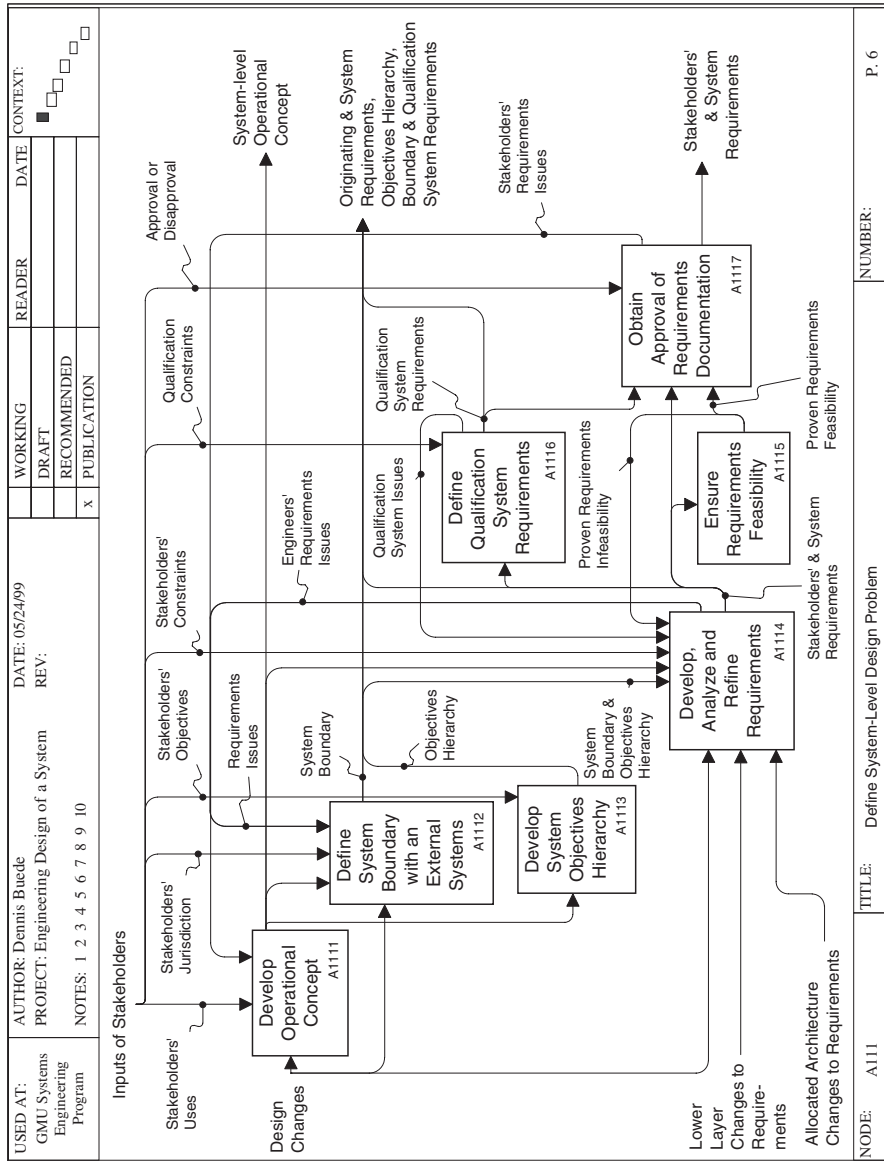 USED AT:
GMU Systems
Engineering
Program
AUTHOR: Dennis Buede
PROJECT: Engineering Design of a System
NOTES: 1 2 3 4 5 6 7 8 9 10
DATE: 05/24/99
REV:
WORKING
DRAFT
RECOMMENDED
x PUBLICATION
READER
DATE
CONTEXT:
Inputs of Stakeholders
Stakeholders'
Uses
Stakeholders'
Jurisdiction
Stakeholders'
Objectives
Requirements
Issues
Stakeholders'
Constraints
Engineers'
Requirements
Issues
Qualification
Constraints
Approval or
Disapproval
System-level
Operational
Concept
Design
Changes
Develop
Operational
Concept
A1111
Define
System
Boundary
with an
External
Systems
A1112
System
Boundary
Objectives
Hierarchy
Qualification
System Issues
Qualification
System
Requirements
Originating & System
Requirements,
Objectives Hierarchy,
Boundary & Qualification
System Requirements
Develop
System
Objectives
Hierarchy
A1113
System
Boundary &
Objectives
Hierarchy
Define
Qualification
System
Requirements
A1116
Stakeholders'
Requirements
Issues
Proven Requirements
Infeasibility
Obtain
Approval of
Requirements
Documentation
A1117
Lower
Layer
Changes to
Require-
ments
Develop,
Analyze and
Refine
Requirements
A1114
Ensure
Requirements
Feasibility
A1115
Stakeholders'
& System
Requirements
Allocated Architecture
Changes to Requirements
Stakeholders' & System
Requirements
Proven Requirements
Feasibility
NODE: A111
TITLE: Define System-Level Design Problem
NUMBER: P. 6